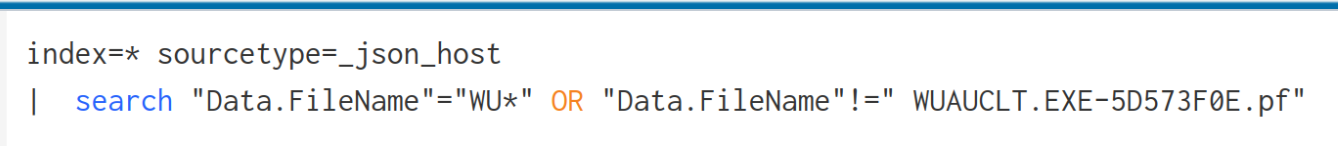 index=* sourcetype=_json_host
| search "Data.FileName"="WU*" OR "Data.FileName"!=" WUAUCLT.EXE-5D573F0E.pf"